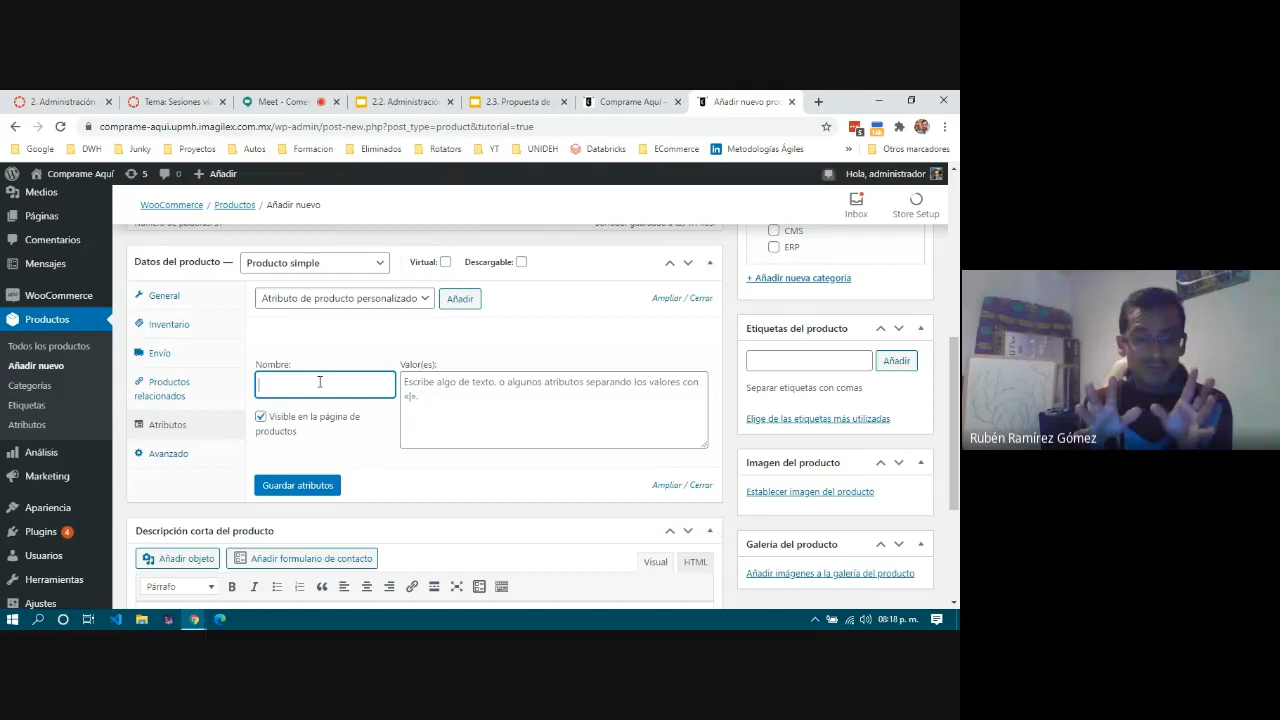 2. Administración
Tema: Sesiones vi
Meet - Come
2.2. Administraci
2.3. Propuesta de
Comprame Aquí –
Añadir nuevo pro
comprame-aqui.upmh.imagilex.com.mx/wp-admin/post-new.php?post_type=product&tutorial=true
Google
DWH
Junky
Proyectos
Autos
Formacion
Eliminados
Rotators
YT
UNIDEH
Databricks
ECommerce
Metodologías Ágiles
»
Otros marcadores
Comprame Aquí
5
0
Añadir
Hola, administrador
Medios
Páginas
Comentarios
Mensajes
WooCommerce
Productos
Todos los productos
Añadir nuevo
Categorías
Etiquetas
Atributos
Análisis
Marketing
Apariencia
Plugins 4
Usuarios
Herramientas
Ajustes
WooCommerce / Productos / Añadir nuevo
Inbox
Store Setup
Datos del producto —
Producto simple
Virtual:
Descargable:
General
Inventario
Envío
Productos
relacionados
Atributos
Avanzado
Atributo de producto personalizado
Añadir
Ampliar / Cerrar
Nombre:
Valor(es):
Escribe algo de texto, o algunos atributos separando los valores con
«|».
Visible en la página de
productos
Guardar atributos
Ampliar / Cerrar
Descripción corta del producto
Añadir objeto
Añadir formulario de contacto
Visual
HTML
Párrafo
B
I
CMS
ERP
+ Añadir nueva categoría
Etiquetas del producto
Añadir
Separar etiquetas con comas
Elige de las etiquetas más utilizadas
Imagen del producto
Establecer imagen del producto
Galería del producto
Añadir imágenes a la galería del producto
08:18 p. m.
Rubén Ramírez Gómez